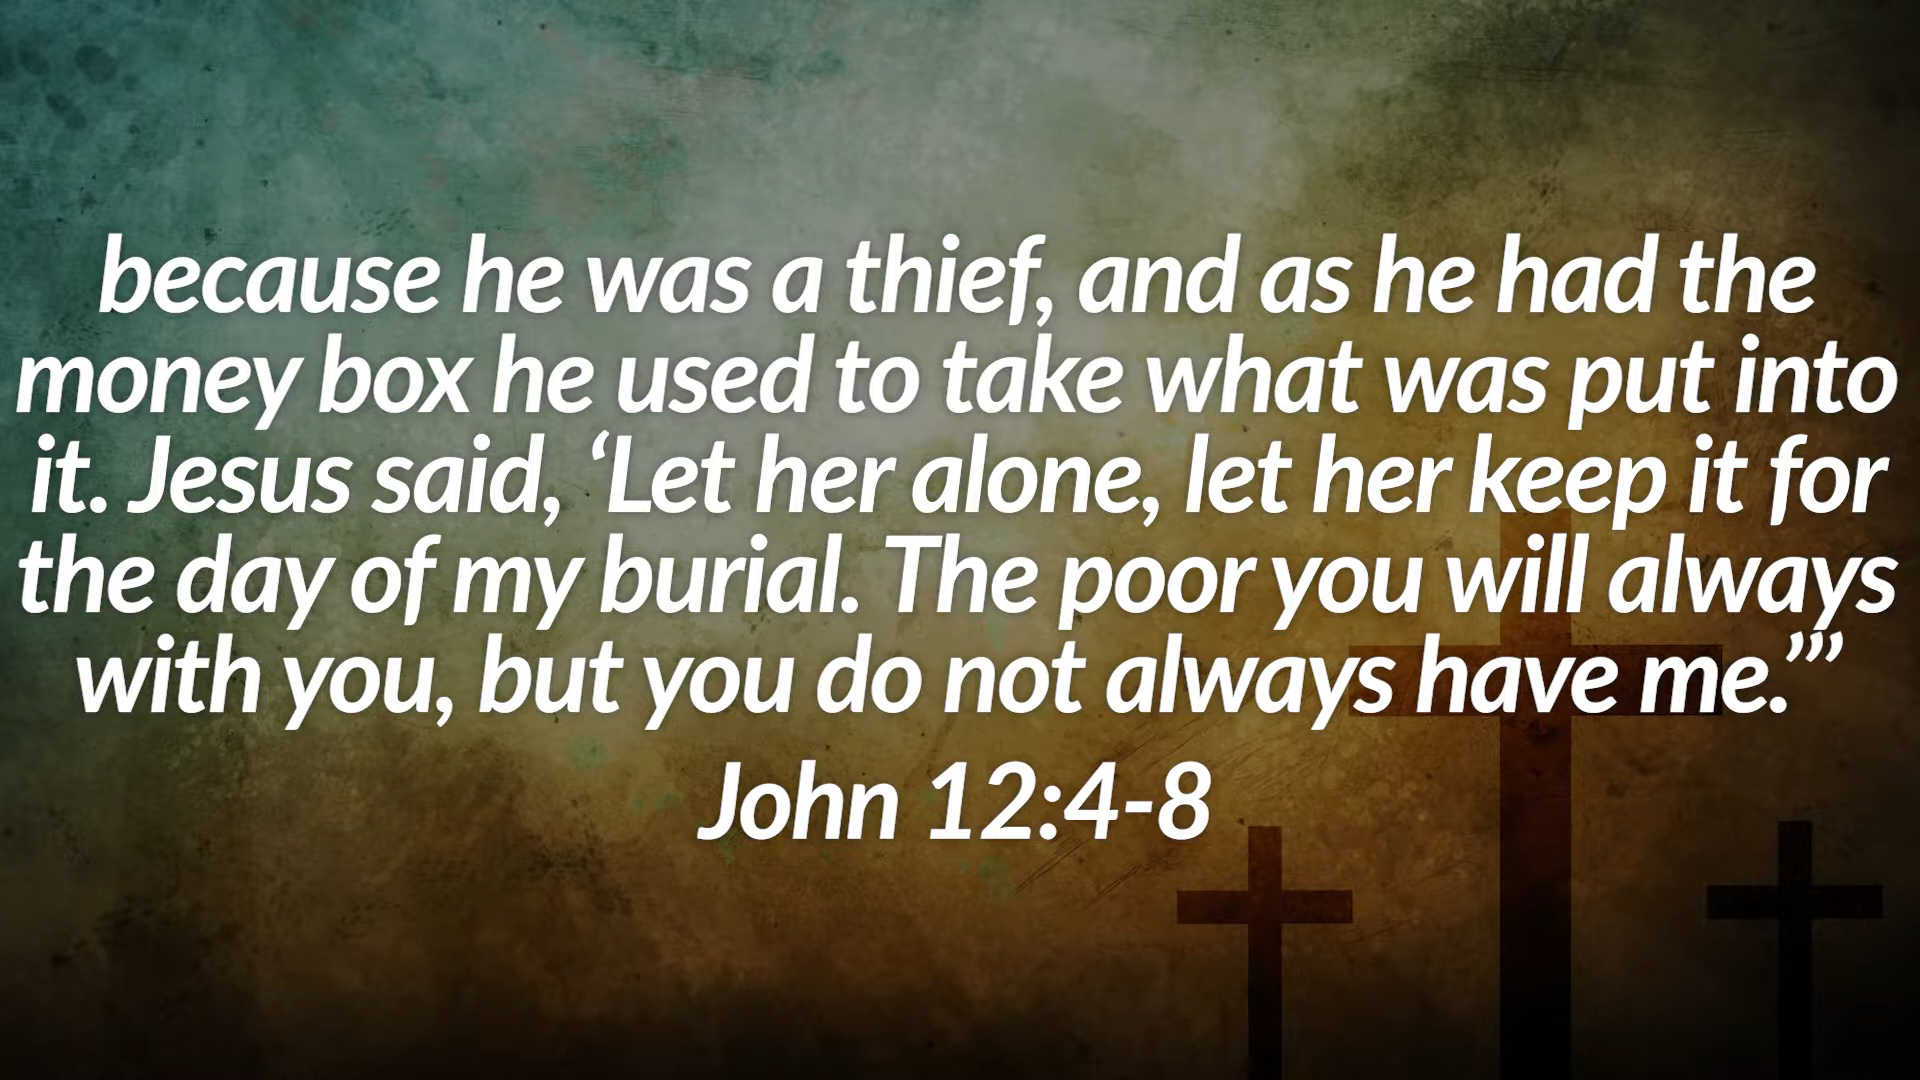 because he was a thief, and as he had the
money box he used to take what was put into
it. Jesus said, ‘Let her alone, let her keep it for
the day of my burial. The poor you will always
with you, but you do not always have me.’”
John 12:4-8